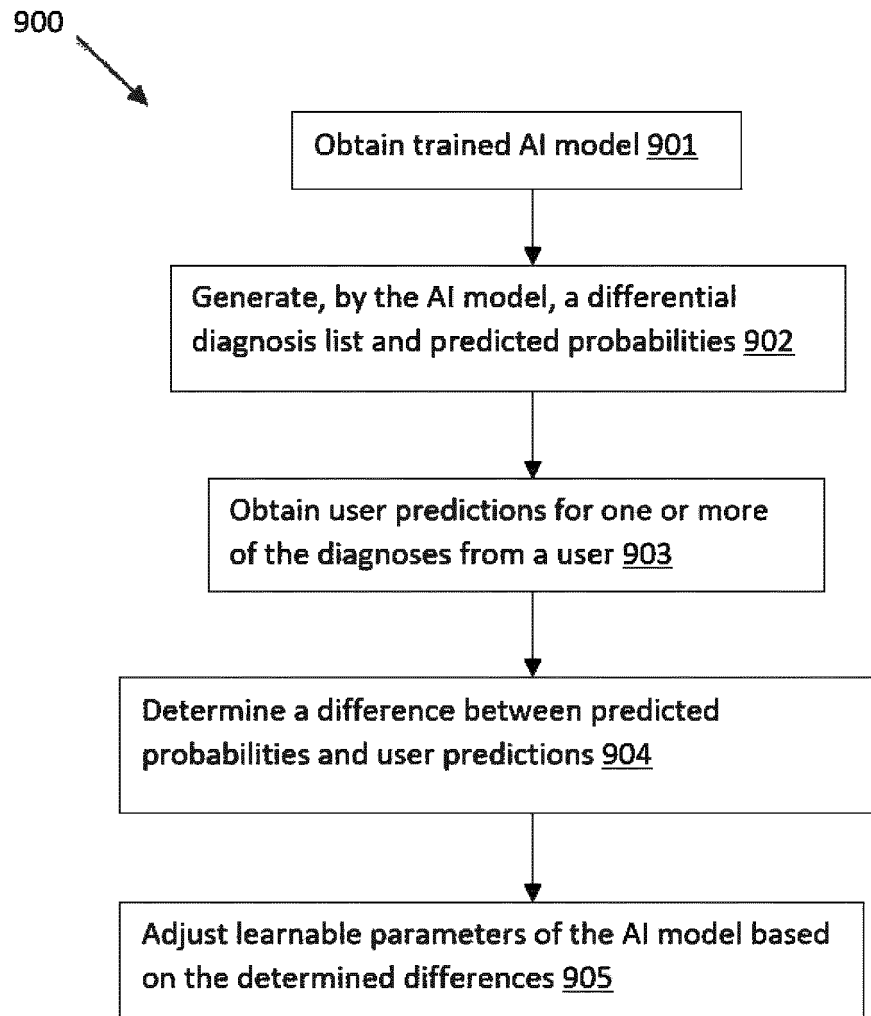 900
Obtain trained AI model 901
Generate, by the AI model, a differential
diagnosis list and predicted probabilities 902
Obtain user predictions for one or more
of the diagnoses from a user 903
Determine a difference between predicted
probabilities and user predictions 904
Adjust learnable parameters of the AI model based
on the determined differences 905